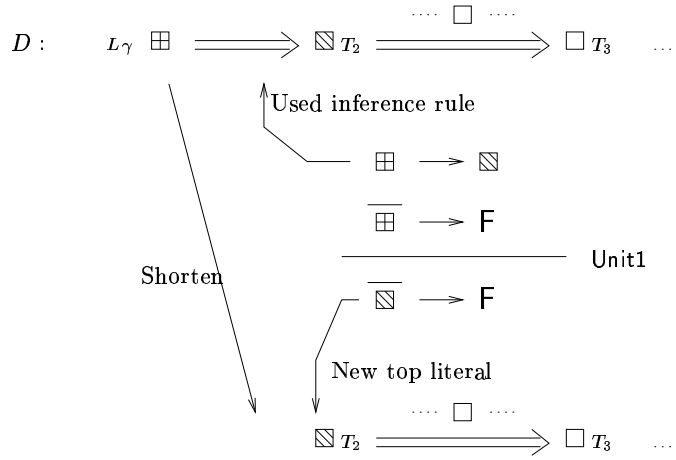 .... □ ....
D : Lγ ⊞ ▧ T₂ □ T₃ ...
Used inference rule
⊞ → ▧
⊞̅ → F
Unit1
Shorten
▧̅ → F
New top literal
.... □ ....
▧ T₂ □ T₃ ...